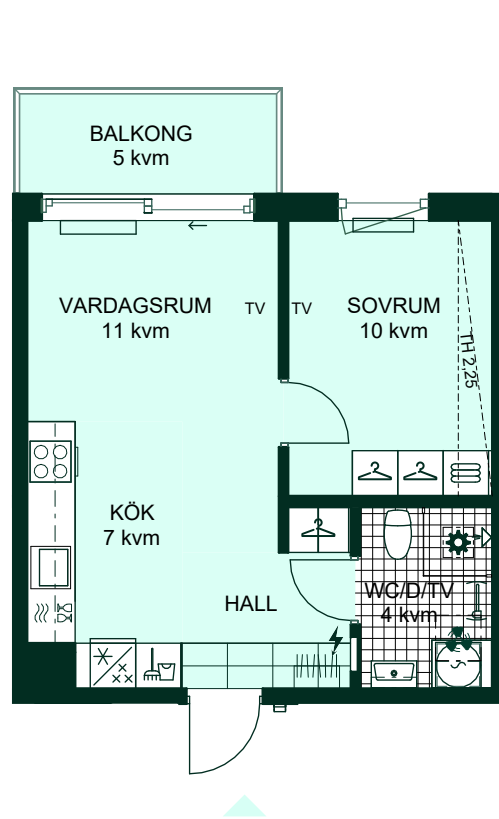 BALKONG
5 kvm
VARDAGSRUM
11 kvm
TV
TV
SOVRUM
10 kvm
TH 2,25
KÖK
7 kvm
HALL
WC/D/TV
4 kvm